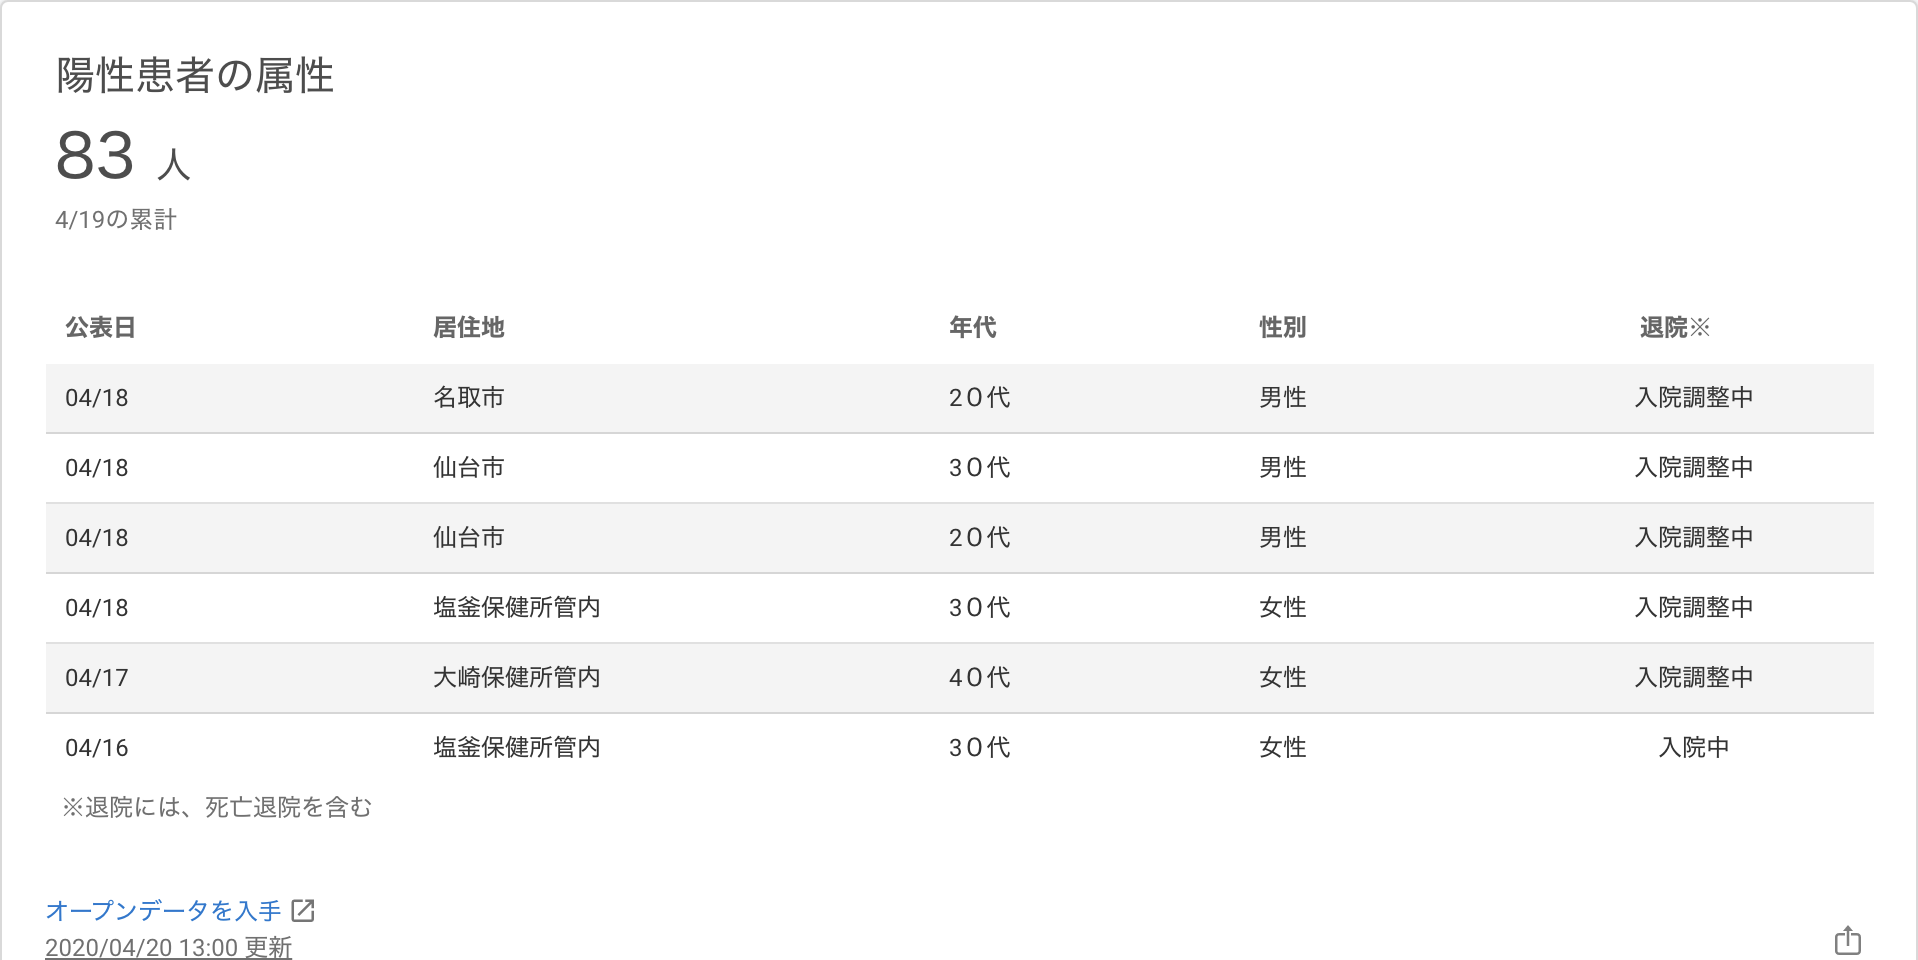 陽性患者の属性
83 人
4/19の累計
公表日 居住地 年代 性別 退院※
04/18 名取市 2０代 男性 入院調整中
04/18 仙台市 3０代 男性 入院調整中
04/18 仙台市 2０代 男性 入院調整中
04/18 塩釜保健所管内 3０代 女性 入院調整中
04/17 大崎保健所管内 4０代 女性 入院調整中
04/16 塩釜保健所管内 3０代 女性 入院中
※退院には、死亡退院を含む
オープンデータを入手
2020/04/20 13:00 更新